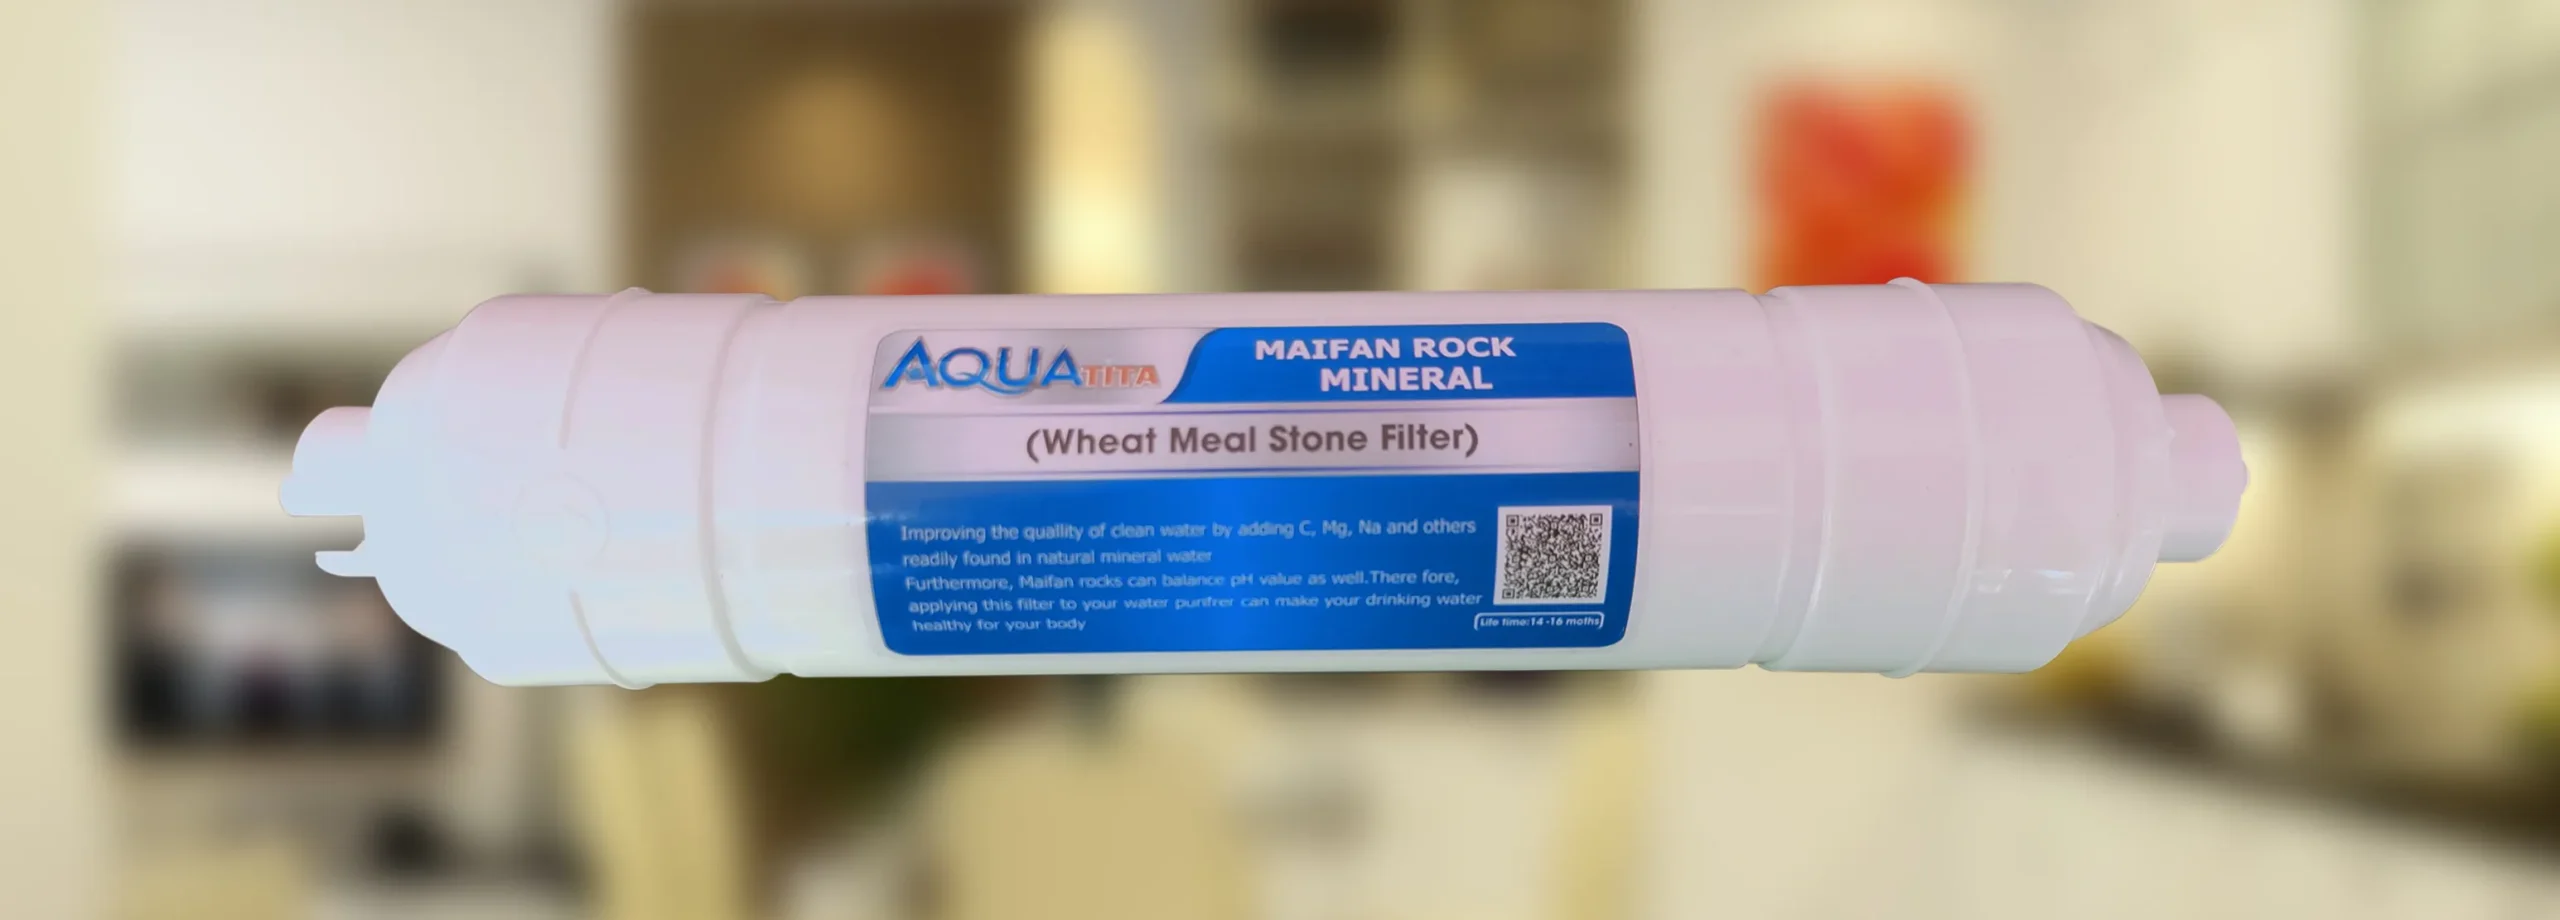 AQUATITA
MAIFAN ROCK
MINERAL
(Wheat Meal Stone Filter)
Improving the quallity of clean water by adding C, Mg, Na and others
readily found in natural mineral water
Furthermore, Maifan rocks can balance pH value as well.There fore,
applying this filter to your water purifrer can make your drinking water
healthy for your body
Life time:14-16 moths